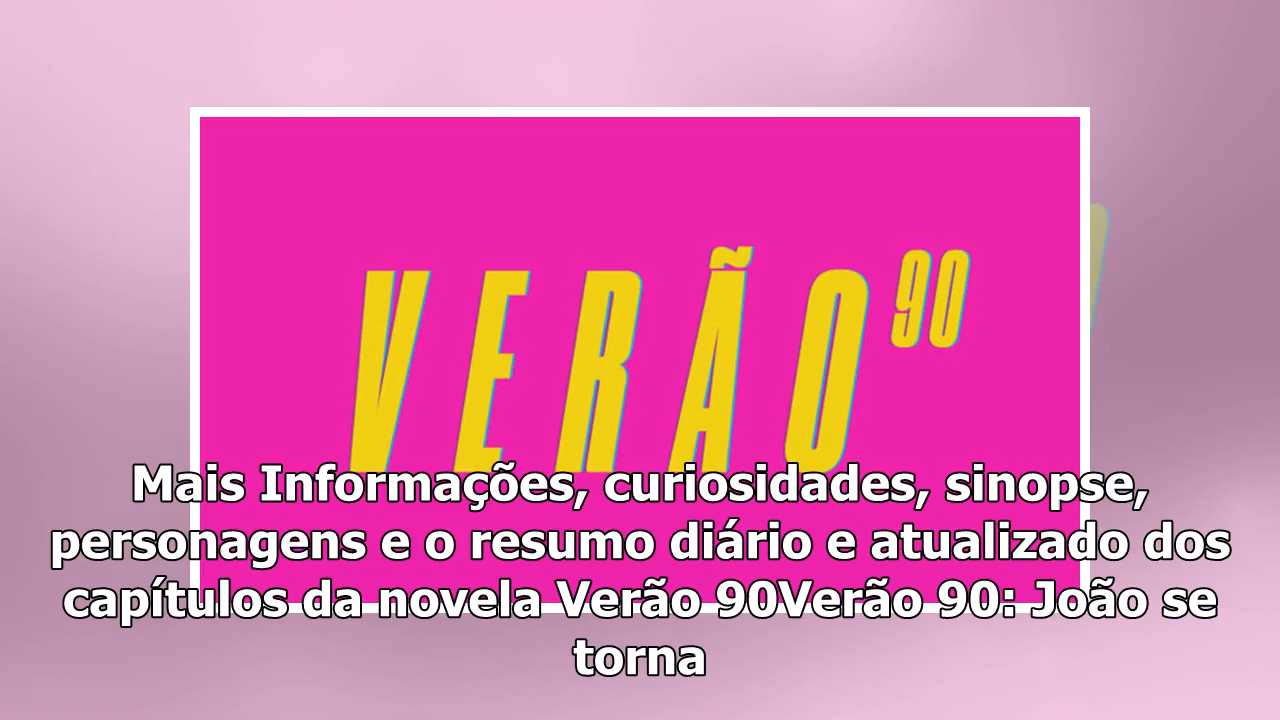 VERÃO 90
Mais Informações, curiosidades, sinopse,
personagens e o resumo diário e atualizado dos
capítulos da novela Verão 90Verão 90: João se
torna